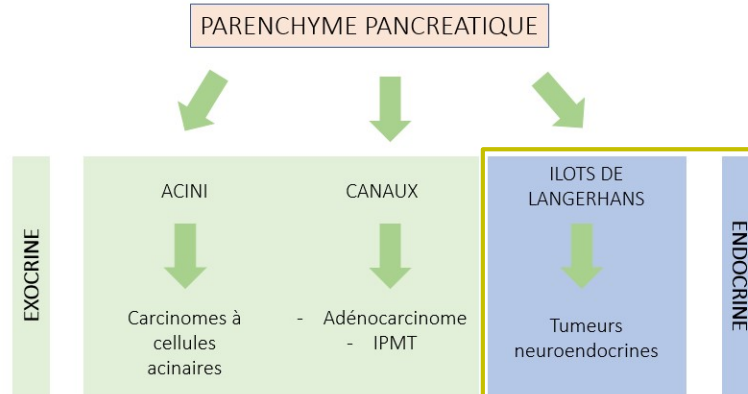 PARENCHYME PANCREATIQUE
EXOCRINE
ACINI
Carcinomes à
cellules
acinaires
CANAUX
- Adénocarcinome
- IPMT
ILOTS DE
LANGERHANS
Tumeurs
neuroendocrines
ENDOCRINE